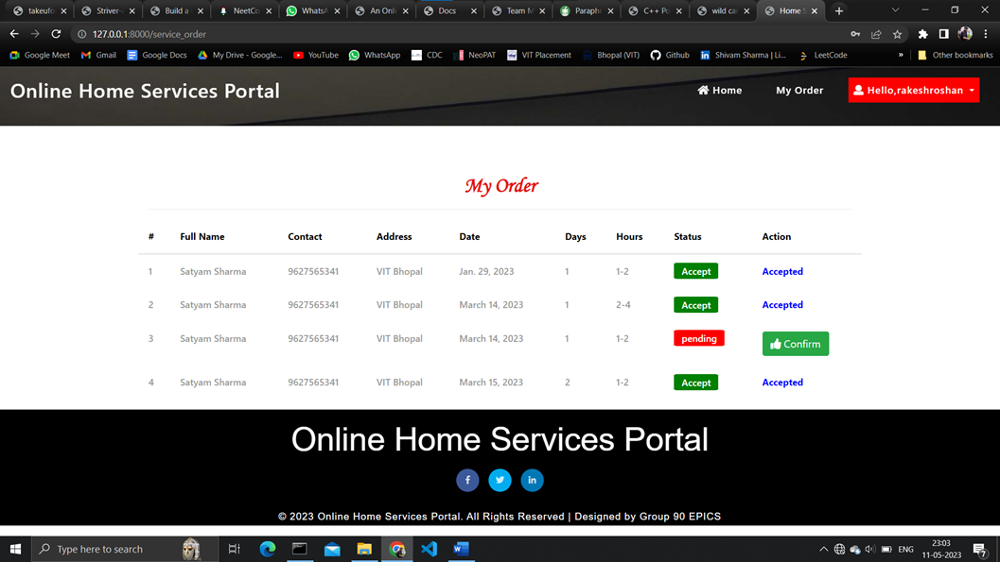 takeufo
Striver-
Build a
NeetCo
WhatsA
An Onli
Docs
Team M
Paraph
C++ Po
wild ca
Home S
127.0.0.1:8000/service_order
Google Meet Gmail Google Docs My Drive - Google... YouTube WhatsApp CDC NeoPAT VIT Placement Bhopal (VIT) Github Shivam Sharma | Li... LeetCode » Other bookmarks
Online Home Services Portal Home My Order Hello,rakeshroshan
My Order
# Full Name Contact Address Date Days Hours Status Action
1 Satyam Sharma 9627565341 VIT Bhopal Jan. 29, 2023 1 1-2 Accept Accepted
2 Satyam Sharma 9627565341 VIT Bhopal March 14, 2023 1 2-4 Accept Accepted
3 Satyam Sharma 9627565341 VIT Bhopal March 14, 2023 1 1-2 pending Confirm
4 Satyam Sharma 9627565341 VIT Bhopal March 15, 2023 2 1-2 Accept Accepted
Online Home Services Portal
© 2023 Online Home Services Portal. All Rights Reserved | Designed by Group 90 EPICS
Type here to search
ENG
23:03
11-05-2023
7